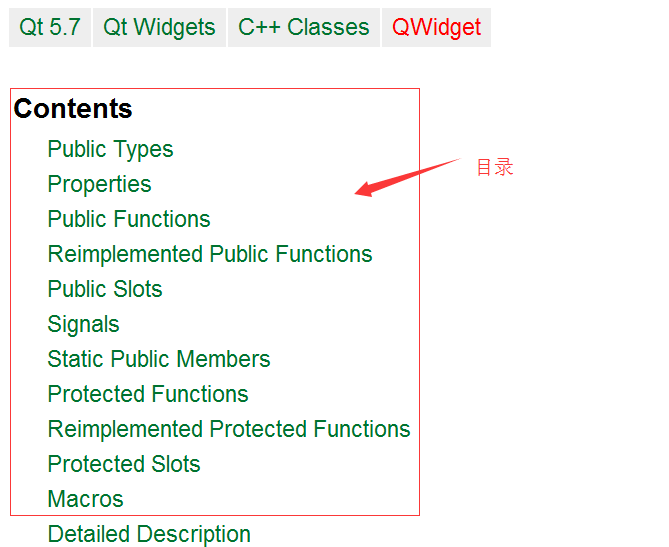 Qt 5.7 Qt Widgets C++ Classes QWidget
Contents
Public Types
Properties
目录
Public Functions
Reimplemented Public Functions
Public Slots
Signals
Static Public Members
Protected Functions
Reimplemented Protected Functions
Protected Slots
Macros
Detailed Description